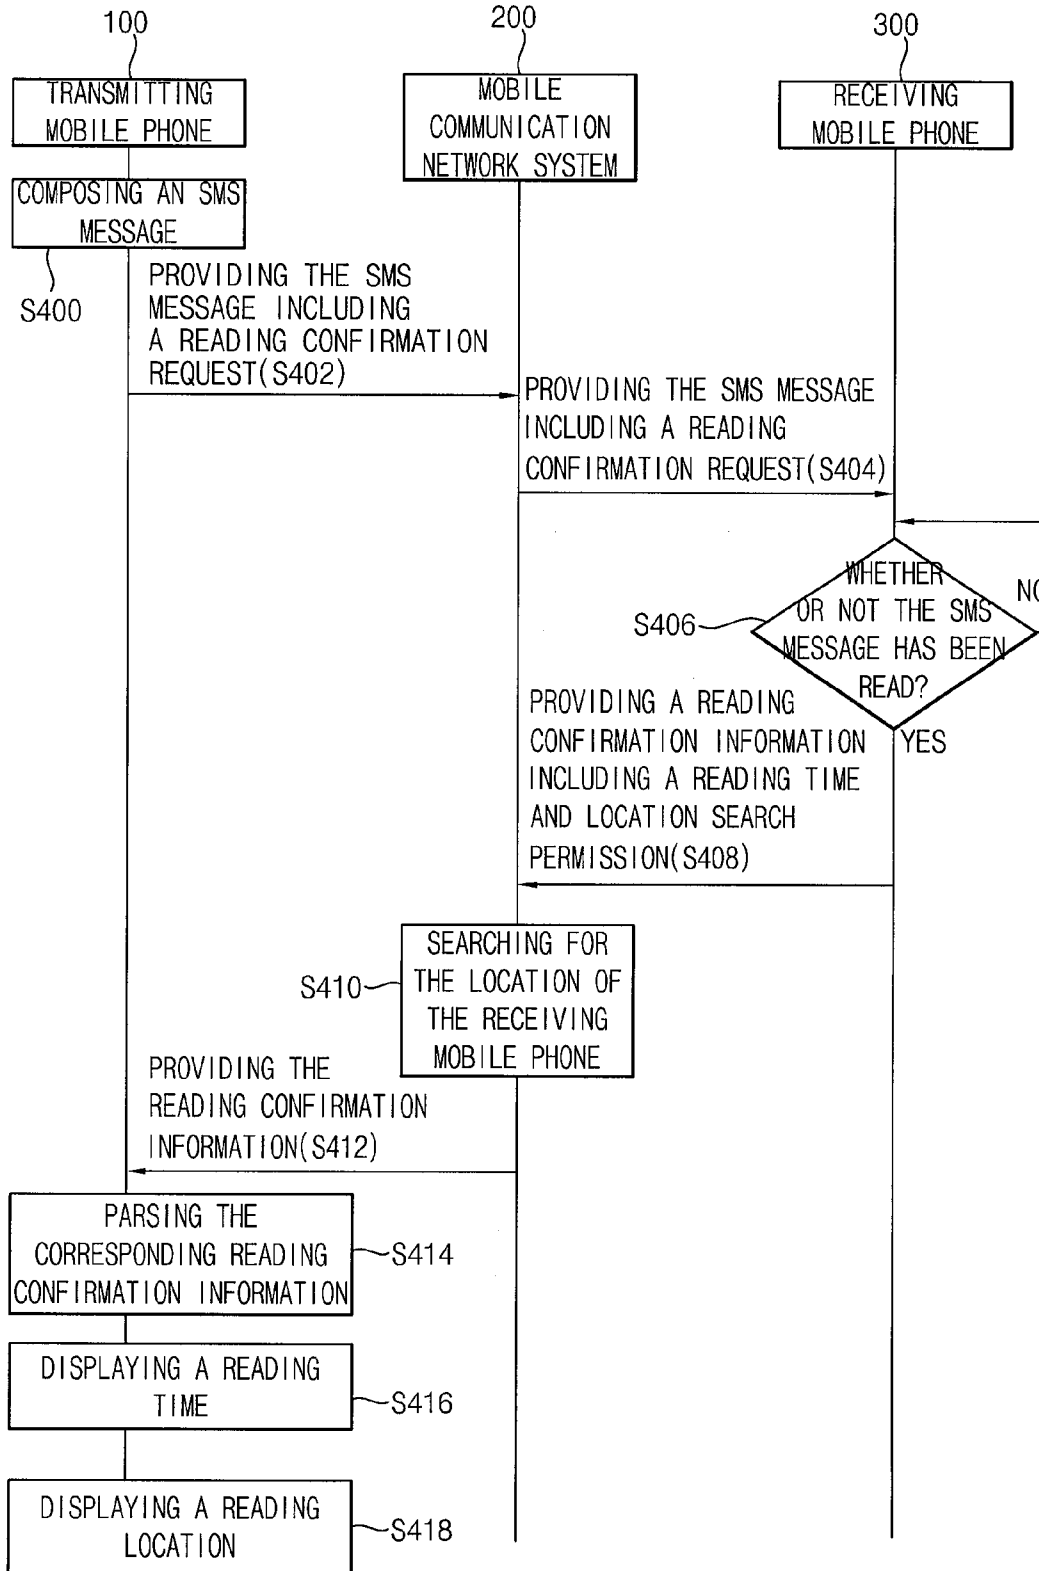 100
200
300
TRANSMITTING
MOBILE PHONE
MOBILE
COMMUNICATION
NETWORK SYSTEM
RECEIVING
MOBILE PHONE
COMPOSING AN SMS
MESSAGE
S400
PROVIDING THE SMS
MESSAGE INCLUDING
A READING CONFIRMATION
REQUEST(S402)
PROVIDING THE SMS MESSAGE
INCLUDING A READING
CONFIRMATION REQUEST(S404)
WHETHER
OR NOT THE SMS
MESSAGE HAS BEEN
READ?
S406
NO
YES
PROVIDING A READING
CONFIRMATION INFORMATION
INCLUDING A READING TIME
AND LOCATION SEARCH
PERMISSION(S408)
SEARCHING FOR
THE LOCATION OF
THE RECEIVING
MOBILE PHONE
S410
PROVIDING THE
READING CONFIRMATION
INFORMATION(S412)
PARSING THE
CORRESPONDING READING
CONFIRMATION INFORMATION
S414
DISPLAYING A READING
TIME
S416
DISPLAYING A READING
LOCATION
S418